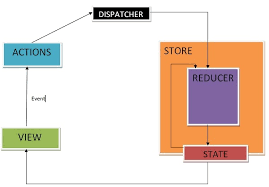 DISPATCHER
ACTIONS
STORE
REDUCER
Event
VIEW
STATE